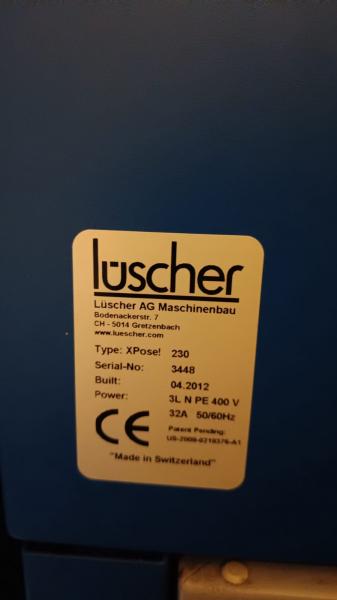 lüscher
Lüscher AG Maschinenbau
Bodenackerstr. 7
CH - 5014 Gretzenbach
www.luescher.com
Type: XPose! 230
Serial-No: 3448
Built: 04.2012
Power: 3L N PE 400 V
32A 50/60Hz
CE
Patent Pending:
US-2009-0210376-A1
"Made in Switzerland"